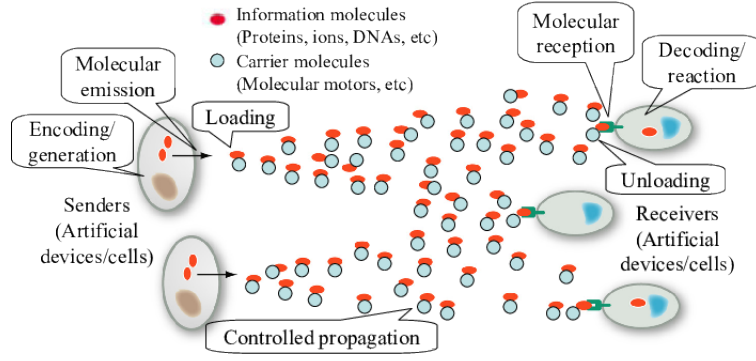 Information molecules
(Proteins, ions, DNAs, etc)
Carrier molecules
(Molecular motors, etc)
Molecular
reception
Decoding/
reaction
Molecular
emission
Loading
Encoding/
generation
Unloading
Senders
(Artificial
devices/cells)
Receivers
(Artificial
devices/cells)
Controlled propagation